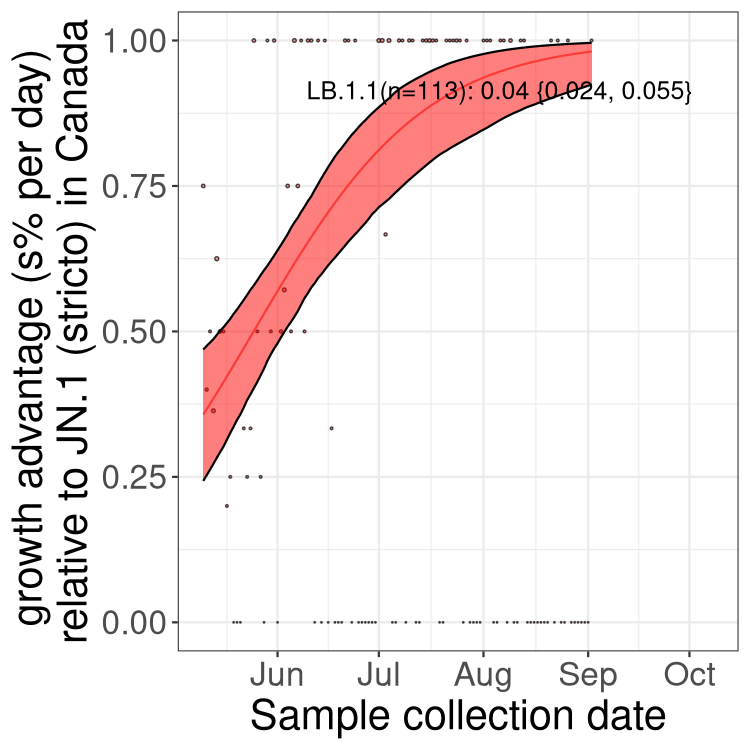 growth advantage (s% per day)
relative to JN.1 (stricto) in Canada
1.00
0.75
0.50
0.25
0.00
LB.1.1(n=113): 0.04 {0.024, 0.055}
Jun Jul Aug Sep Oct
Sample collection date